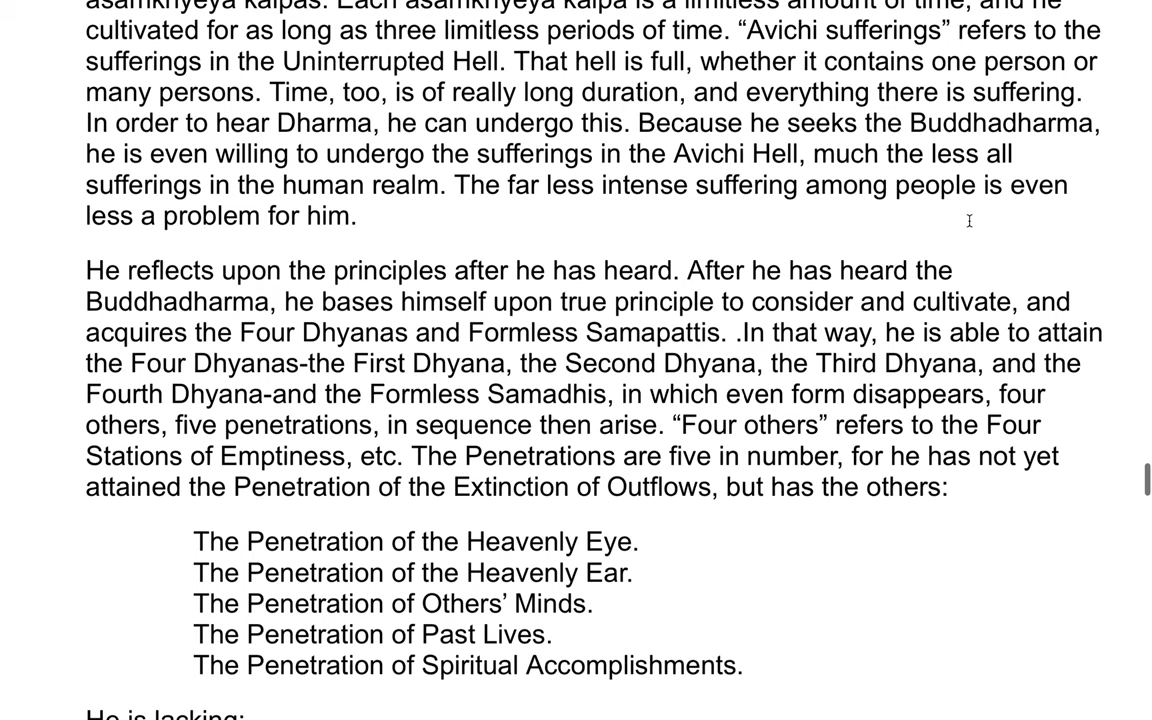 asamkhyeya kalpas. Each asamkhyeya kalpa is a limitless amount of time, and he
cultivated for as long as three limitless periods of time. “Avichi sufferings” refers to the
sufferings in the Uninterrupted Hell. That hell is full, whether it contains one person or
many persons. Time, too, is of really long duration, and everything there is suffering.
In order to hear Dharma, he can undergo this. Because he seeks the Buddhadharma,
he is even willing to undergo the sufferings in the Avichi Hell, much the less all
sufferings in the human realm. The far less intense suffering among people is even
less a problem for him.
He reflects upon the principles after he has heard. After he has heard the
Buddhadharma, he bases himself upon true principle to consider and cultivate, and
acquires the Four Dhyanas and Formless Samapattis. .In that way, he is able to attain
the Four Dhyanas-the First Dhyana, the Second Dhyana, the Third Dhyana, and the
Fourth Dhyana-and the Formless Samadhis, in which even form disappears, four
others, five penetrations, in sequence then arise. “Four others” refers to the Four
Stations of Emptiness, etc. The Penetrations are five in number, for he has not yet
attained the Penetration of the Extinction of Outflows, but has the others:
The Penetration of the Heavenly Eye.
The Penetration of the Heavenly Ear.
The Penetration of Others’ Minds.
The Penetration of Past Lives.
The Penetration of Spiritual Accomplishments.
He is lacking: